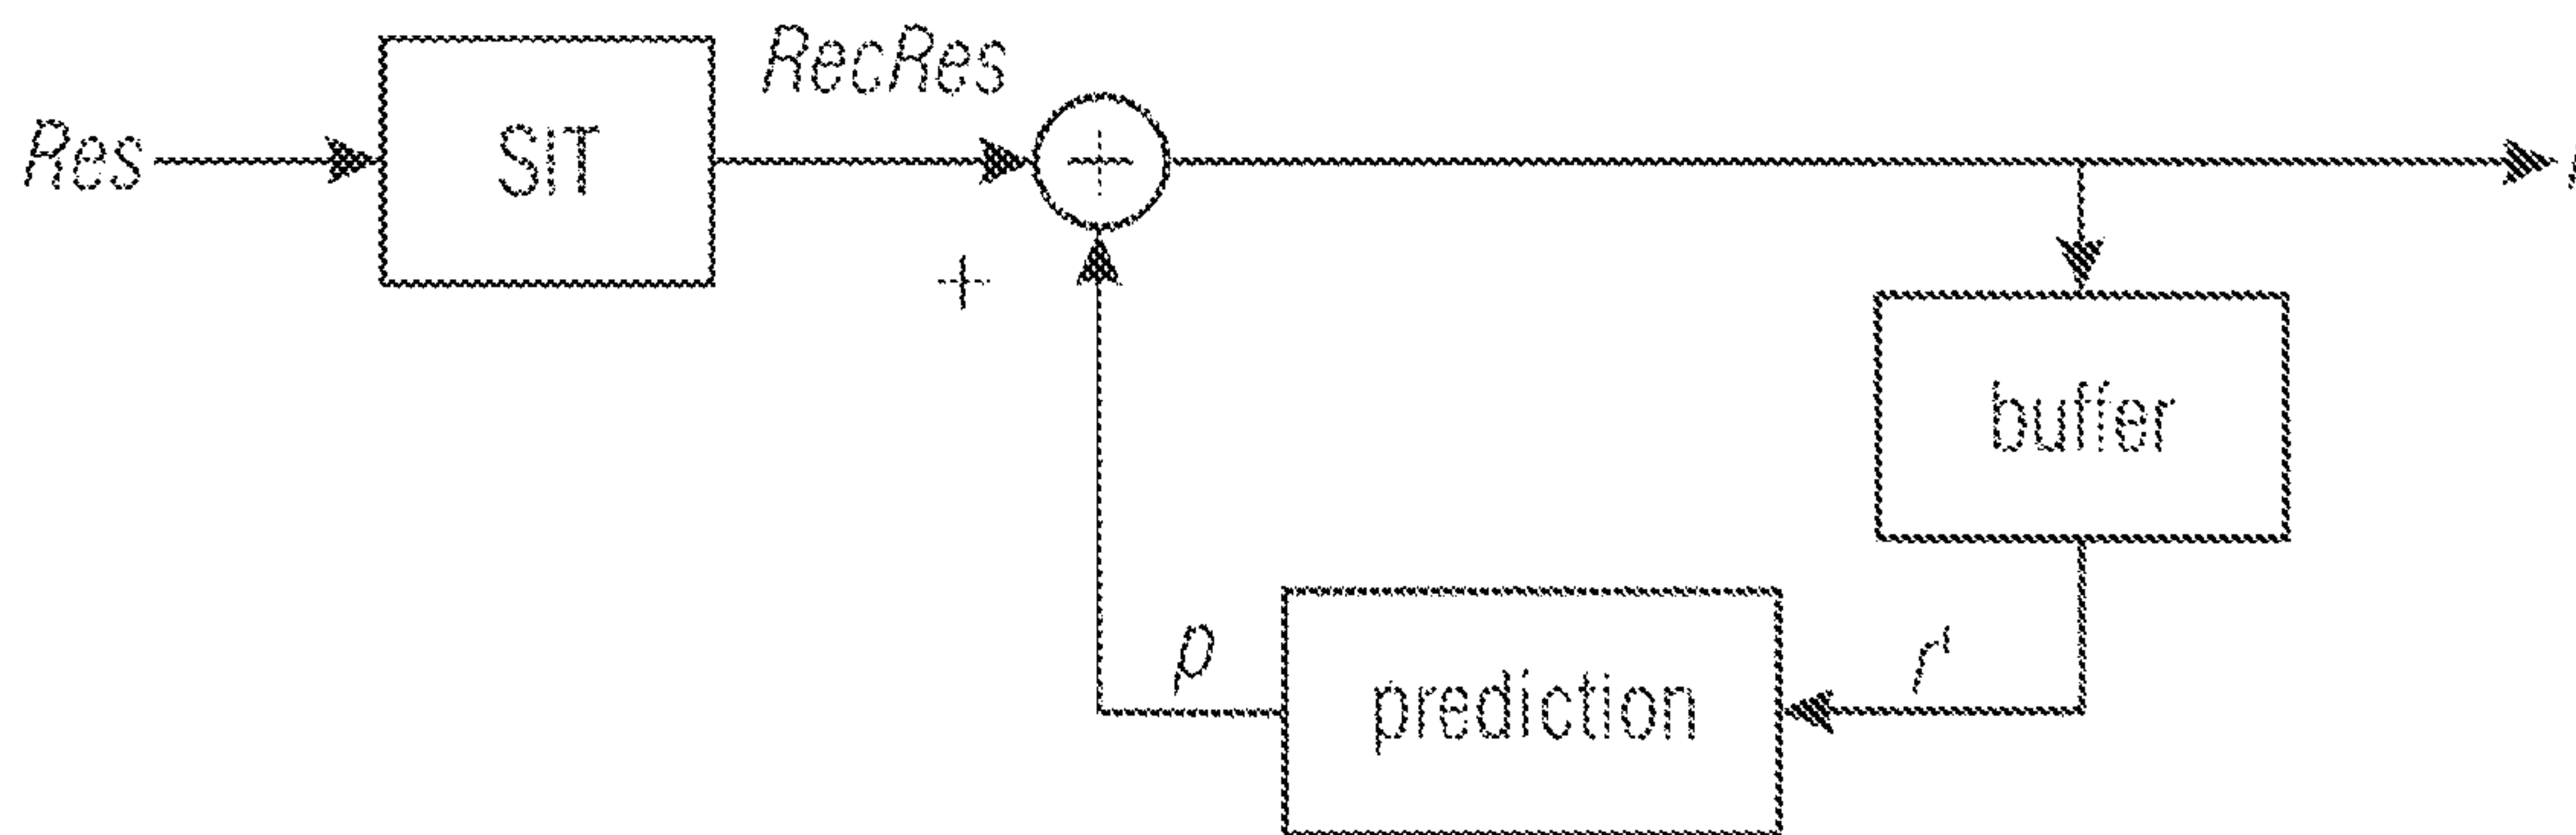 RecRes
Res
SIT
+
+
buffer
p
prediction
r'